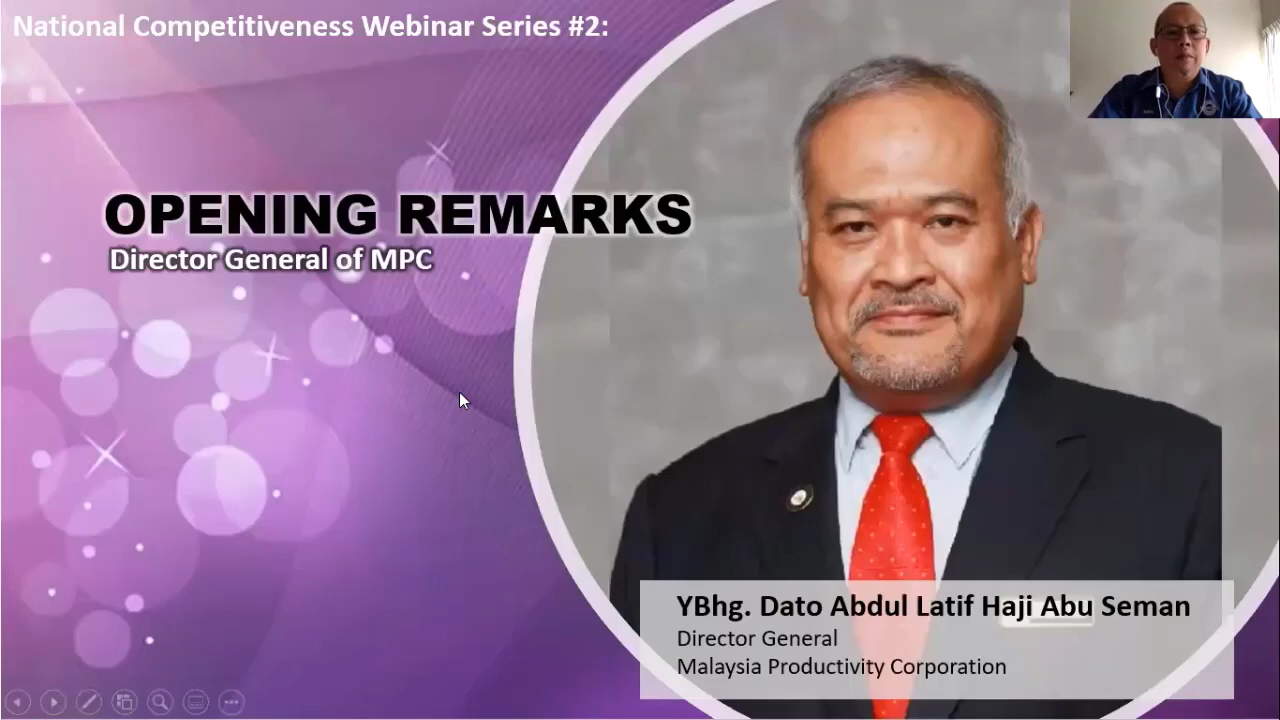 National Competitiveness Webinar Series #2:
OPENING REMARKS
Director General of MPC
YBhg. Dato Abdul Latif Haji Abu Seman
Director General
Malaysia Productivity Corporation